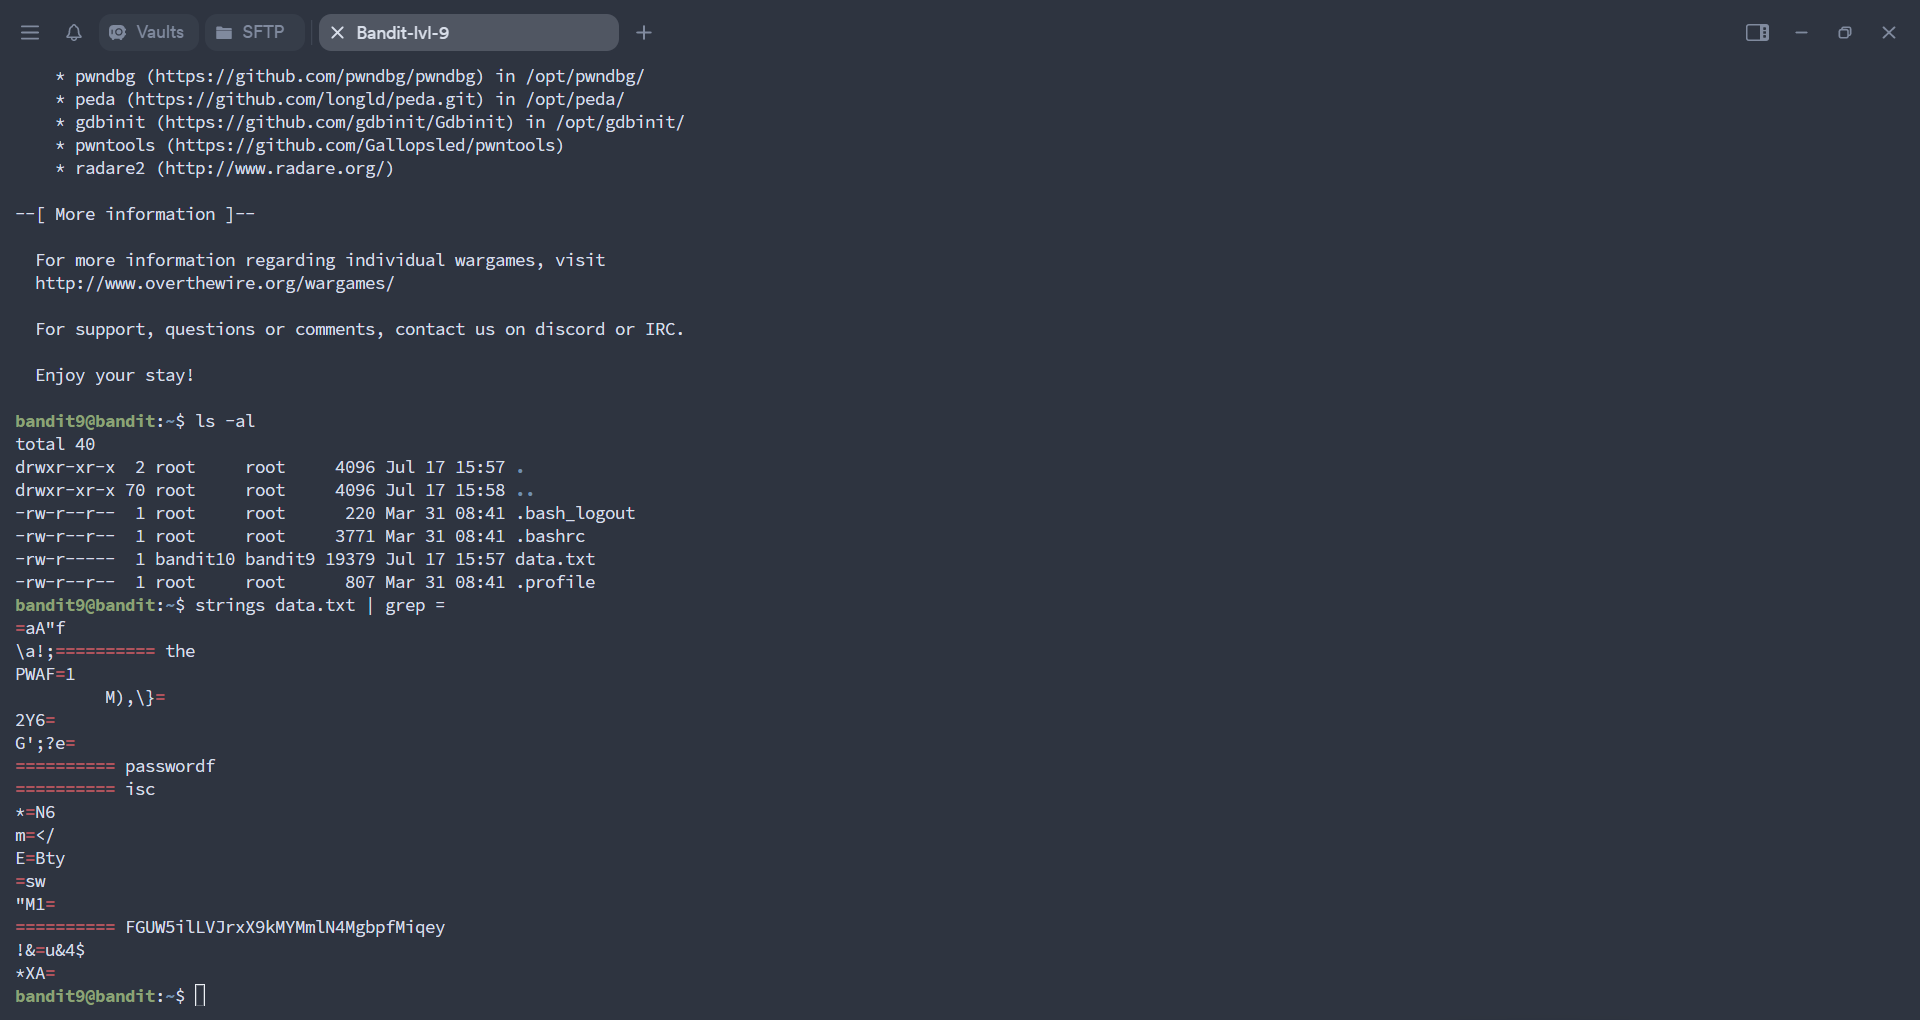 Vaults SFTP Bandit-lvl-9
* pwndbg (https://github.com/pwndbg/pwndbg) in /opt/pwndbg/
* peda (https://github.com/longld/peda.git) in /opt/peda/
* gdbinit (https://github.com/gdbinit/Gdbinit) in /opt/gdbinit/
* pwntools (https://github.com/Gallopsled/pwntools)
* radare2 (http://www.radare.org/)
--[ More information ]--
For more information regarding individual wargames, visit
http://www.overthewire.org/wargames/
For support, questions or comments, contact us on discord or IRC.
Enjoy your stay!
bandit9@bandit:~$ ls -al
total 40
drwxr-xr-x  2 root     root     4096 Jul 17 15:57 .
drwxr-xr-x 70 root     root     4096 Jul 17 15:58 ..
-rw-r--r--  1 root     root      220 Mar 31 08:41 .bash_logout
-rw-r--r--  1 root     root     3771 Mar 31 08:41 .bashrc
-rw-r-----  1 bandit10 bandit9 19379 Jul 17 15:57 data.txt
-rw-r--r--  1 root     root      807 Mar 31 08:41 .profile
bandit9@bandit:~$ strings data.txt | grep =
=aA"f
\a!;========== the
PWAF=1
M),\}=
2Y6=
G';?e=
========== passwordf
========== isc
*=N6
m=</
E=Bty
=sw
"M1=
========== FGUW5ilLVJrxX9kMYMmlN4MgbpfMiqey
!&=u&4$
*XA=
bandit9@bandit:~$